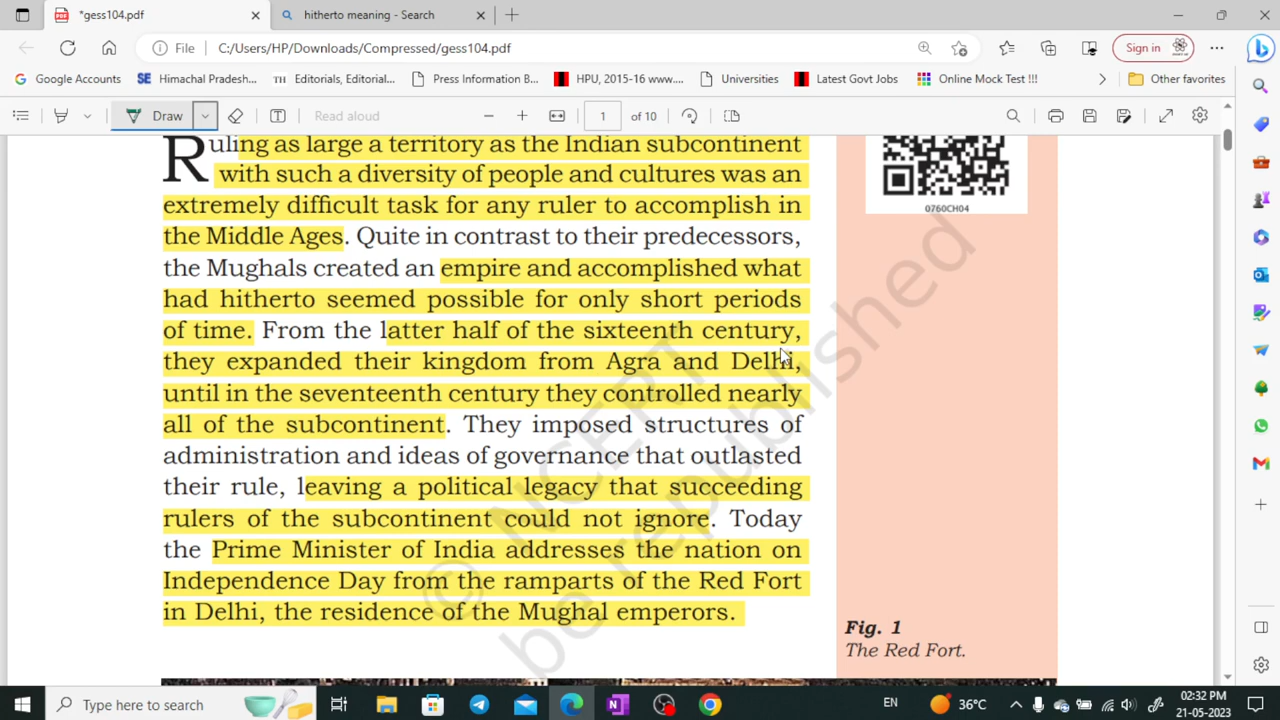 *gess104.pdf
hitherto meaning - Search
File
C:/Users/HP/Downloads/Compressed/gess104.pdf
Sign in
Google Accounts
SE Himachal Pradesh...
TH Editorials, Editorial...
Press Information B...
HPU, 2015-16 www....
Universities
Latest Govt Jobs
Online Mock Test !!!
Other favorites
Draw
Read aloud
1 of 10
Ruling as large a territory as the Indian subcontinent
with such a diversity of people and cultures was an
extremely difficult task for any ruler to accomplish in
the Middle Ages. Quite in contrast to their predecessors,
the Mughals created an empire and accomplished what
had hitherto seemed possible for only short periods
of time. From the latter half of the sixteenth century,
they expanded their kingdom from Agra and Delhi,
until in the seventeenth century they controlled nearly
all of the subcontinent. They imposed structures of
administration and ideas of governance that outlasted
their rule, leaving a political legacy that succeeding
rulers of the subcontinent could not ignore. Today
the Prime Minister of India addresses the nation on
Independence Day from the ramparts of the Red Fort
in Delhi, the residence of the Mughal emperors.
0760CH04
Fig. 1
The Red Fort.
© NCERT
be republished
Type here to search
EN
36°C
02:32 PM
21-05-2023